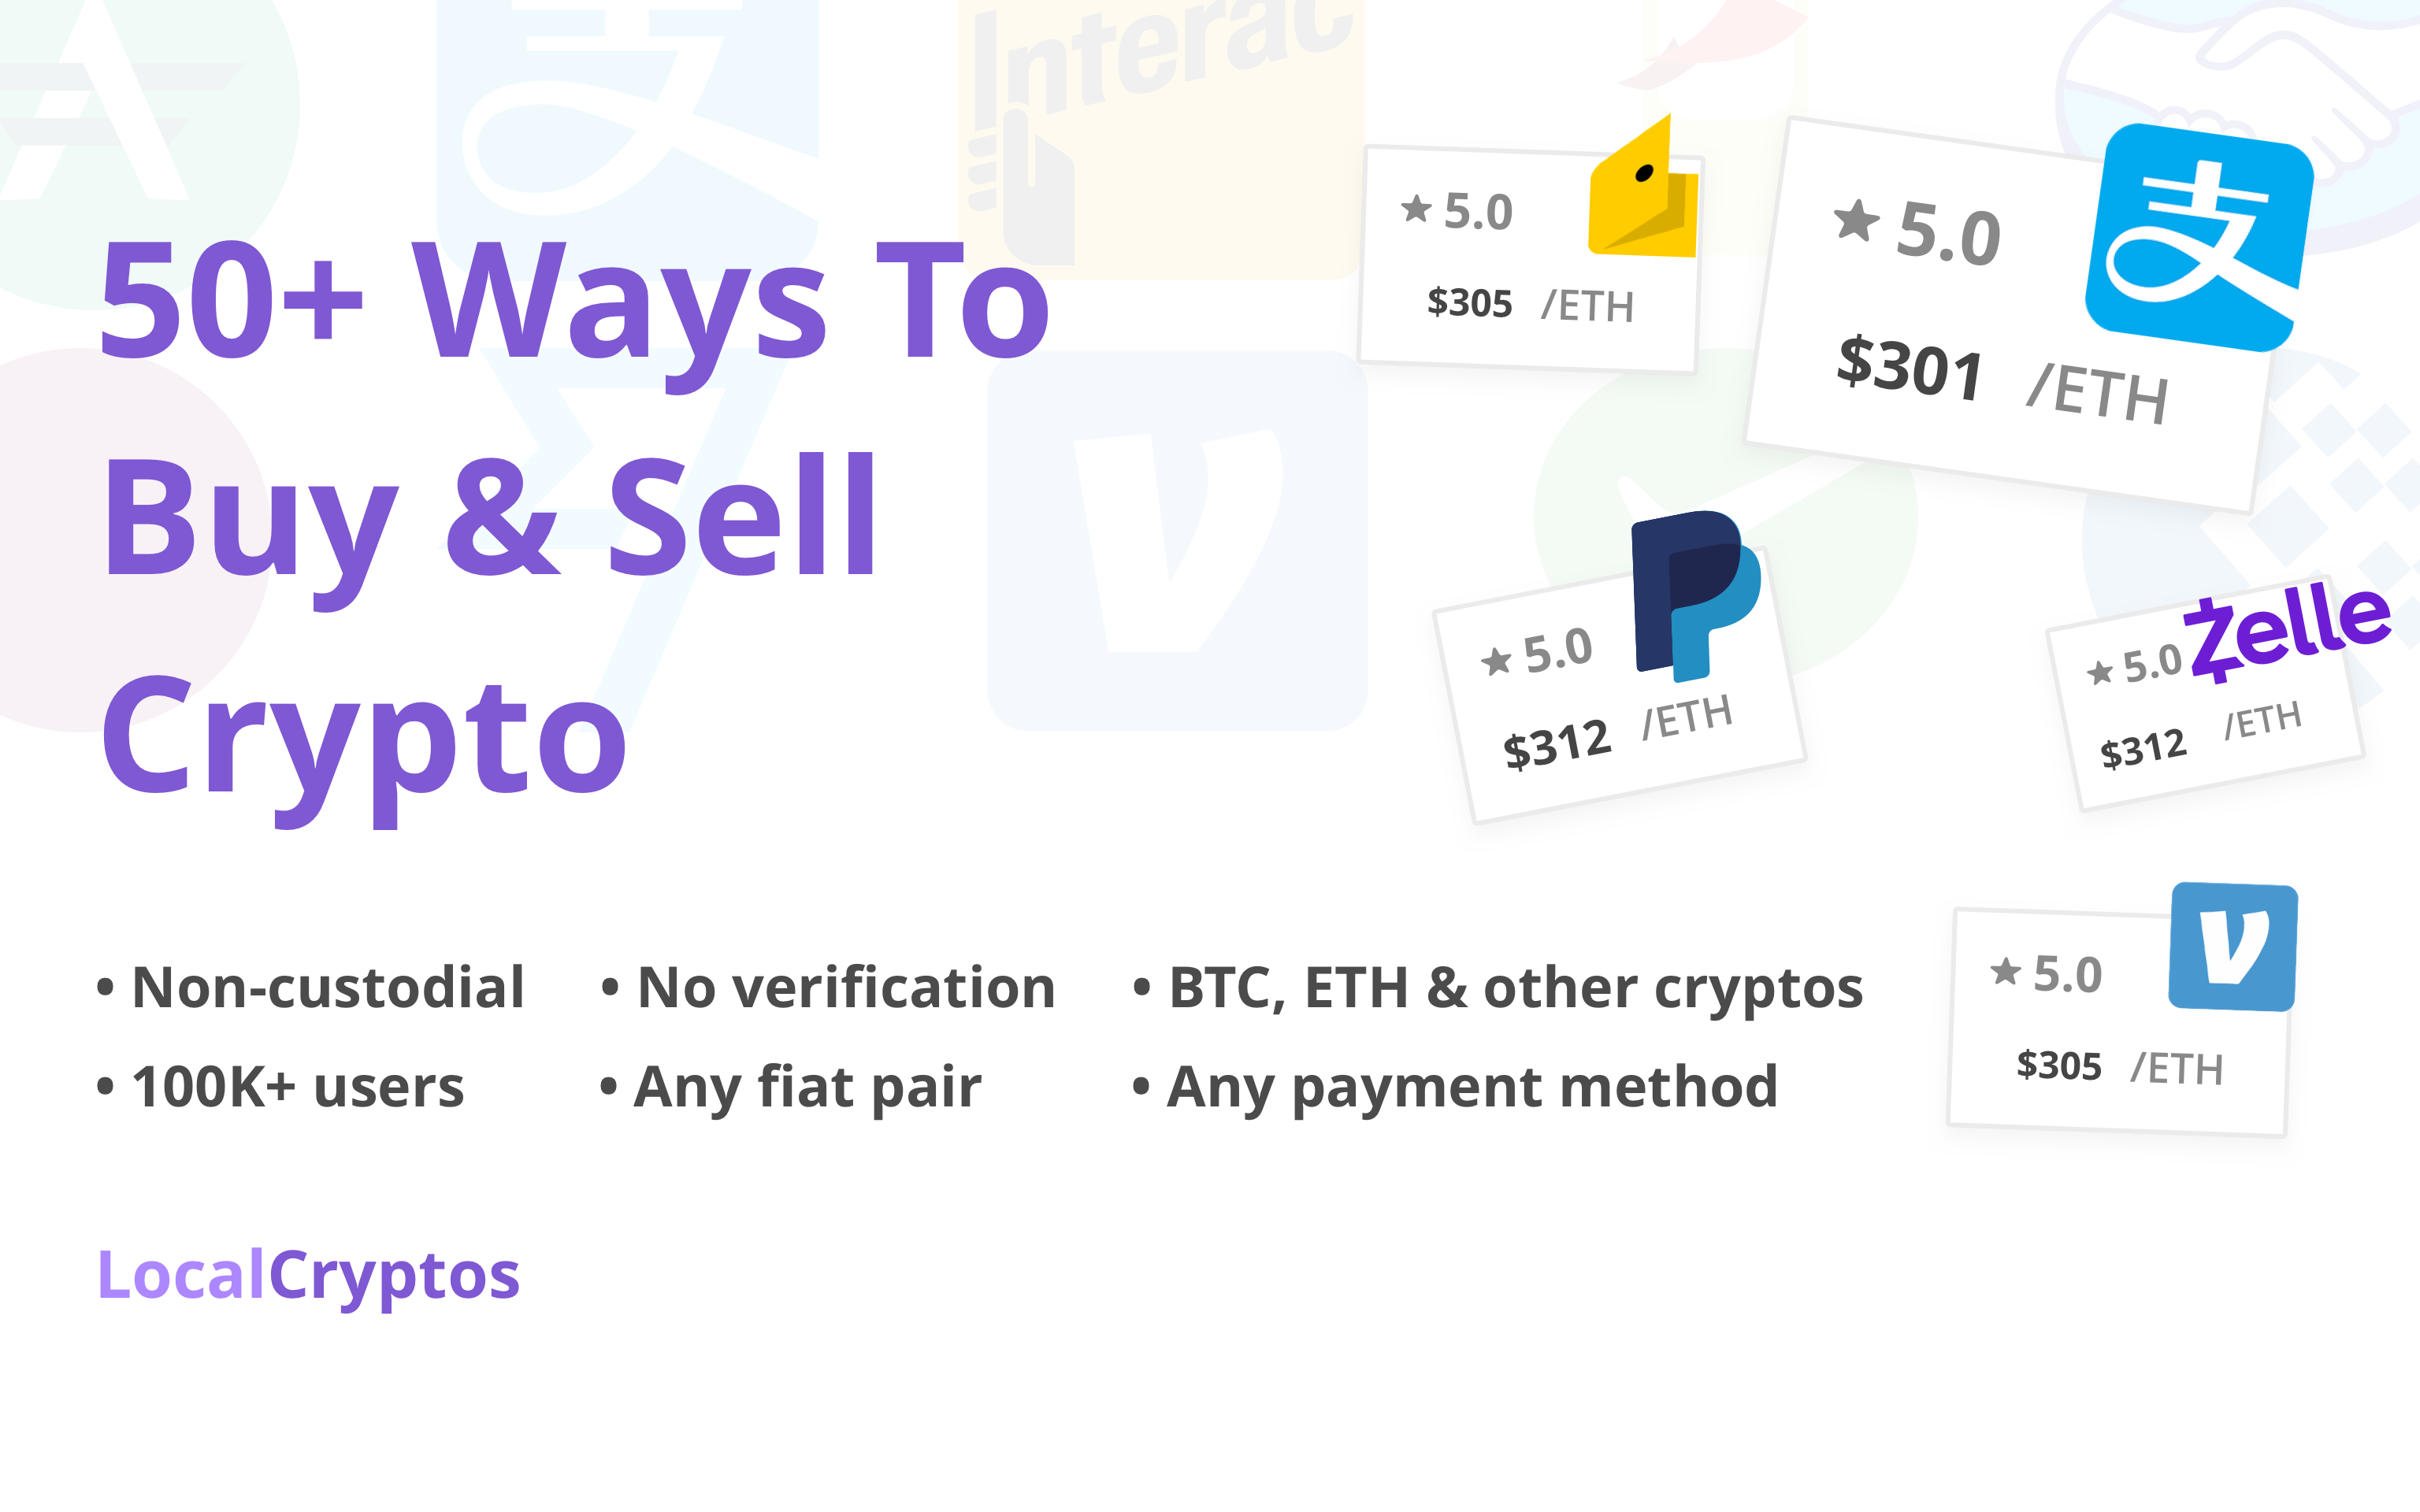 Interac
50+ Ways To
Buy & Sell
Crypto
5.0
$305 /ETH
支
5.0
$301 /ETH
5.0
$312 /ETH
Zelle
5.0
$312 /ETH
5.0
$305 /ETH
• Non-custodial • No verification • BTC, ETH & other cryptos
• 100K+ users • Any fiat pair • Any payment method
LocalCryptos